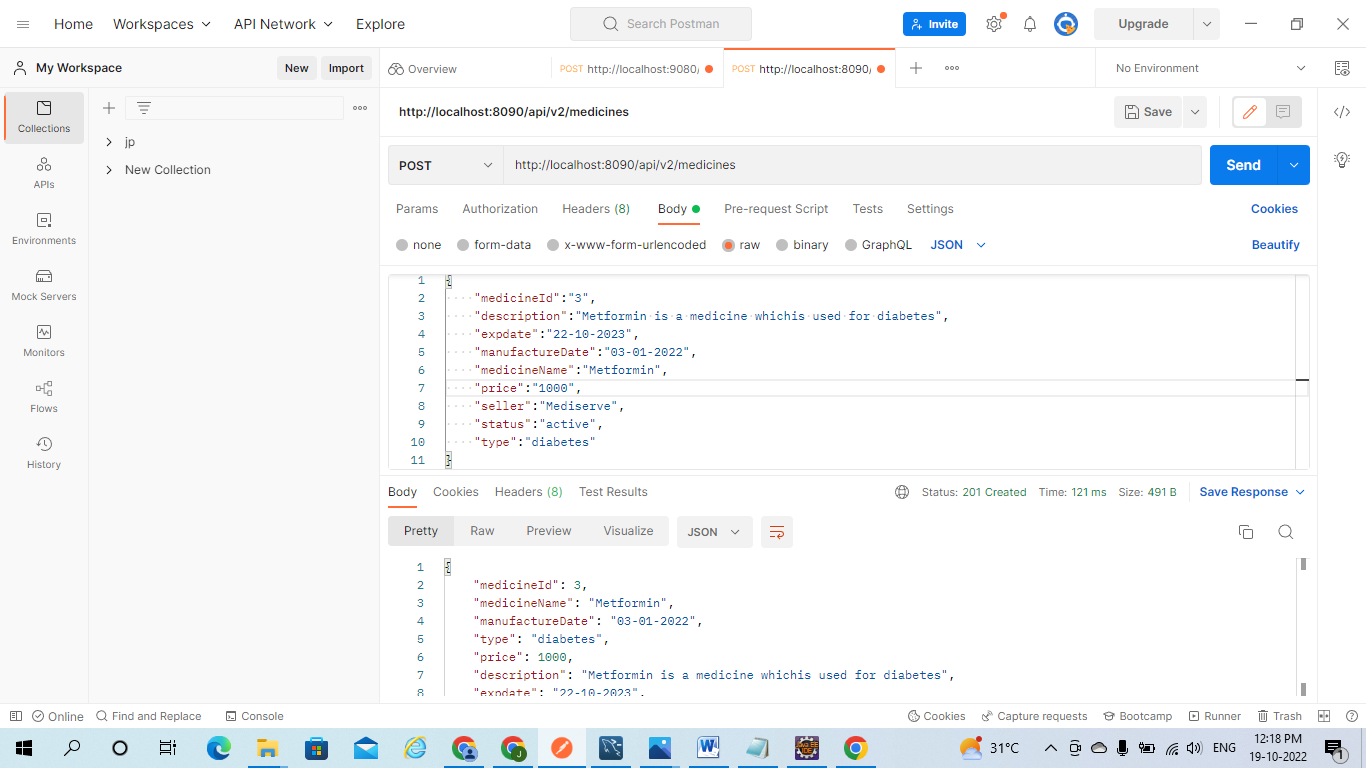 Home Workspaces API Network Explore Search Postman Invite Upgrade
My Workspace New Import Overview POST http://localhost:9080/ POST http://localhost:8090/ No Environment
http://localhost:8090/api/v2/medicines Save
Collections
APIs
Environments
Mock Servers
Monitors
Flows
History
jp
New Collection
POST http://localhost:8090/api/v2/medicines Send
Params Authorization Headers (8) Body Pre-request Script Tests Settings Cookies
none form-data x-www-form-urlencoded raw binary GraphQL JSON Beautify
1 {
2 "medicineId":"3",
3 "description":"Metformin is a medicine whichis used for diabetes",
4 "expdate":"22-10-2023",
5 "manufactureDate":"03-01-2022",
6 "medicineName":"Metformin",
7 "price":"1000",
8 "seller":"Mediserve",
9 "status":"active",
10 "type":"diabetes"
11 }
Body Cookies Headers (8) Test Results Status: 201 Created Time: 121 ms Size: 491 B Save Response
Pretty Raw Preview Visualize JSON
1 {
2 "medicineId": 3,
3 "medicineName": "Metformin",
4 "manufactureDate": "03-01-2022",
5 "type": "diabetes",
6 "price": 1000,
7 "description": "Metformin is a medicine whichis used for diabetes",
8 "expdate": "22-10-2023",
Online Find and Replace Console Cookies Capture requests Bootcamp Runner Trash
31°C ENG 12:18 PM
19-10-2022
1